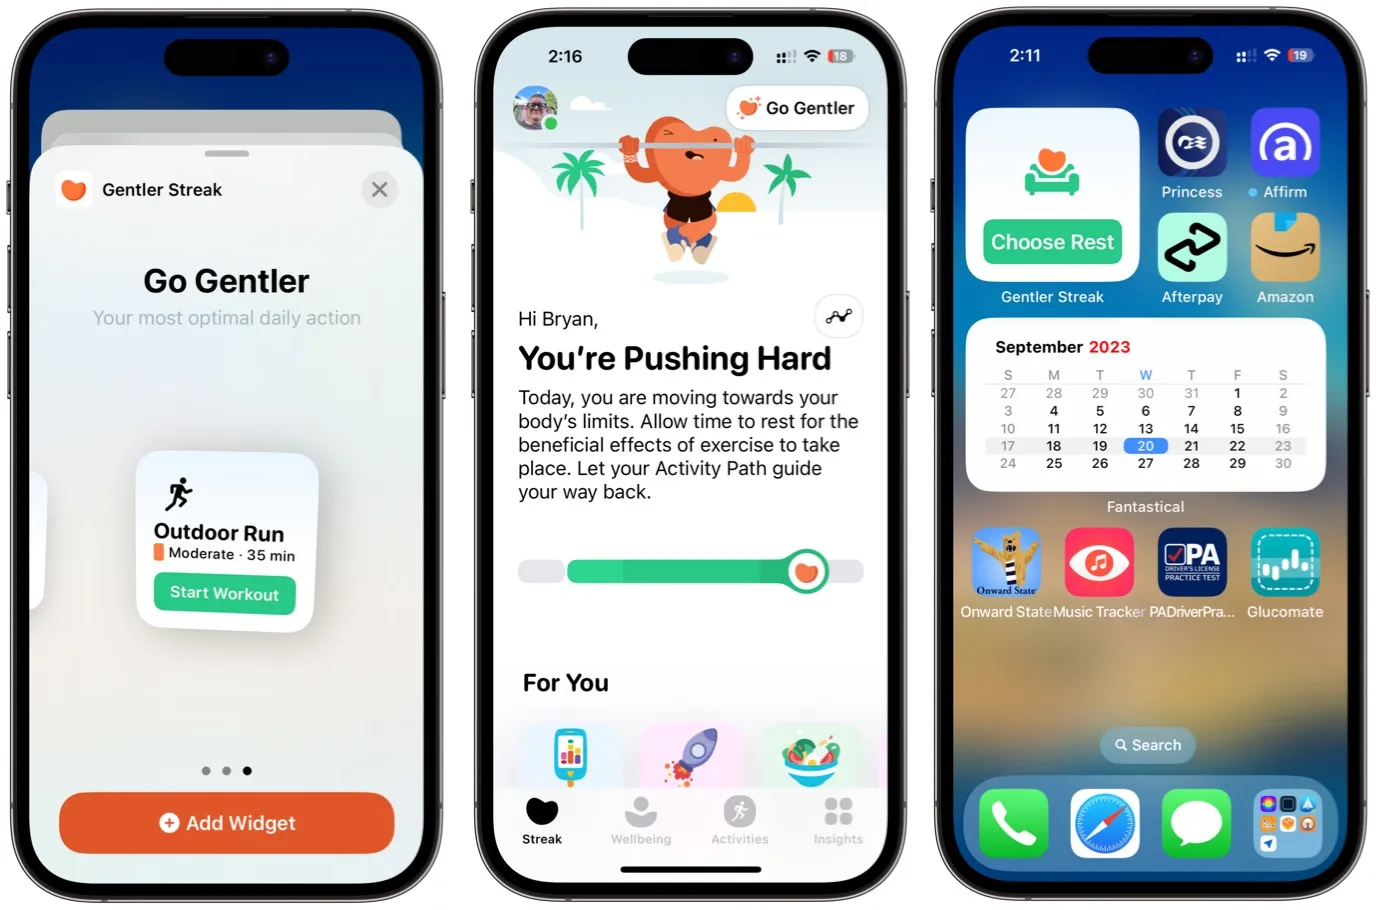 Gentler Streak
Go Gentler
Your most optimal daily action
Outdoor Run
Moderate · 35 min
Start Workout
Add Widget
2:16
18
Go Gentler
Hi Bryan,
You're Pushing Hard
Today, you are moving towards your
body's limits. Allow time to rest for the
beneficial effects of exercise to take
place. Let your Activity Path guide
your way back.
For You
Streak
Wellbeing
Activities
Insights
2:11
19
Choose Rest
Gentler Streak
Princess
a
Affirm
Afterpay
Amazon
September 2023
S M T W T F S
27 28 29 30 31 1 2
3 4 5 6 7 8 9
10 11 12 13 14 15 16
17 18 19 20 21 22 23
24 25 26 27 28 29 30
Fantastical
Onward State
PA
DRIVER'S LICENSE
PRACTICE TEST
Onward State
Music Tracker
PADriverPra...
Glucomate
Search